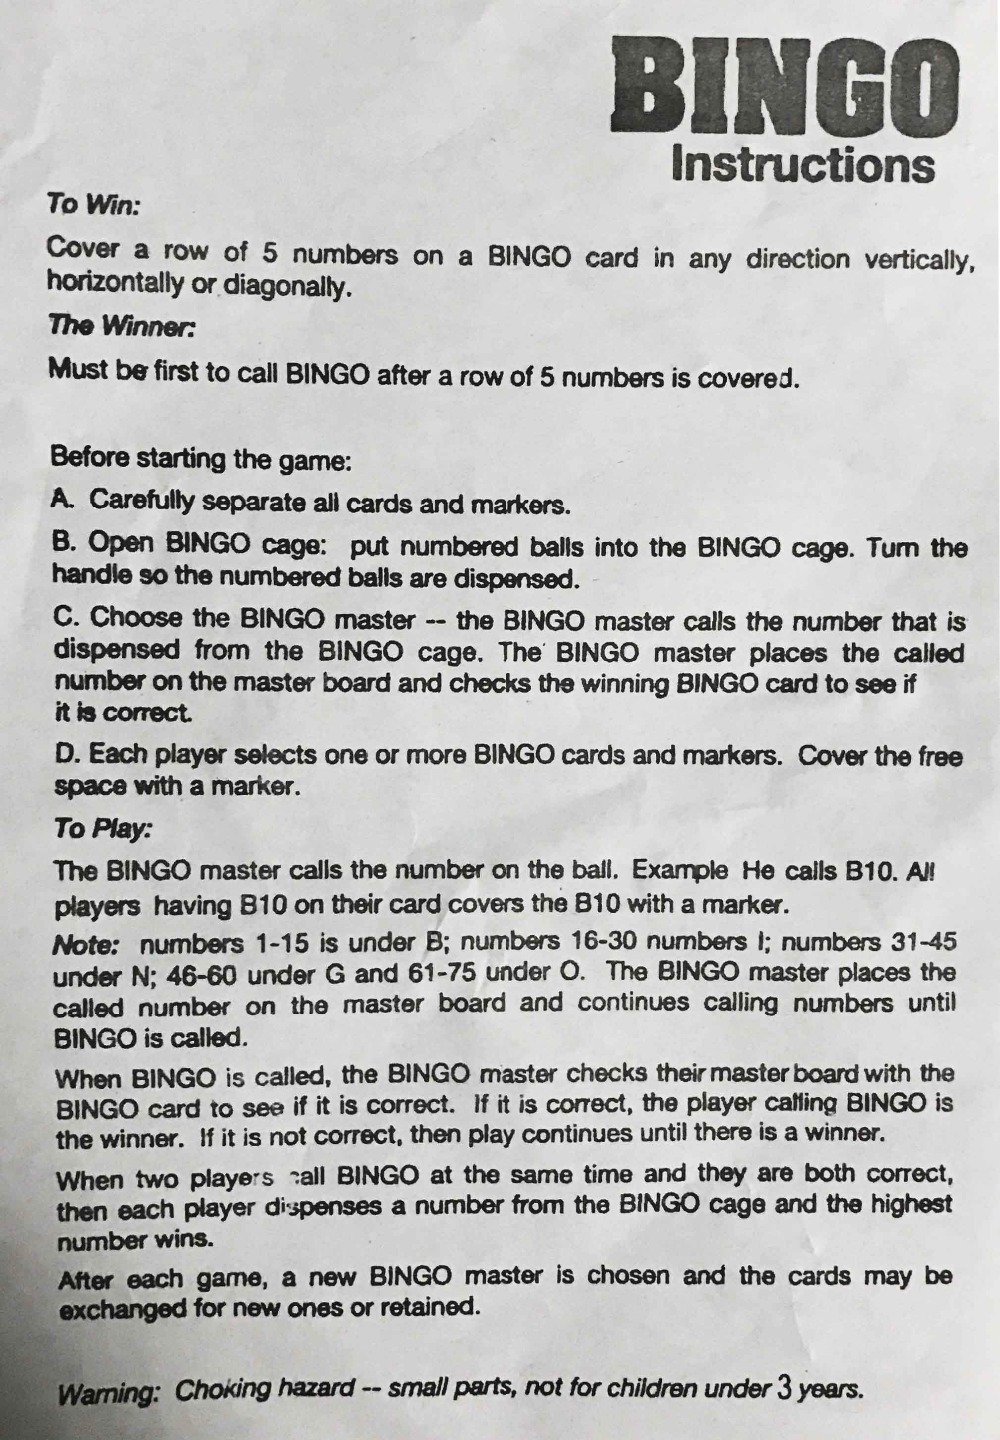 BINGO
Instructions
To Win:
Cover a row of 5 numbers on a BINGO card in any direction vertically,
horizontally or diagonally.
The Winner:
Must be first to call BINGO after a row of 5 numbers is covered.
Before starting the game:
A. Carefully separate all cards and markers.
B. Open BINGO cage: put numbered balls into the BINGO cage. Turn the
handle so the numbered balls are dispensed.
C. Choose the BINGO master -- the BINGO master calls the number that is
dispensed from the BINGO cage. The BINGO master places the called
number on the master board and checks the winning BINGO card to see if
it is correct.
D. Each player selects one or more BINGO cards and markers. Cover the free
space with a marker.
To Play:
The BINGO master calls the number on the ball. Example He calls B10. All
players having B10 on their card covers the B10 with a marker.
Note: numbers 1-15 is under B; numbers 16-30 numbers I; numbers 31-45
under N; 46-60 under G and 61-75 under O. The BINGO master places the
called number on the master board and continues calling numbers until
BINGO is called.
When BINGO is called, the BINGO master checks their master board with the
BINGO card to see if it is correct. If it is correct, the player calling BINGO is
the winner. If it is not correct, then play continues until there is a winner.
When two players call BINGO at the same time and they are both correct,
then each player dispenses a number from the BINGO cage and the highest
number wins.
After each game, a new BINGO master is chosen and the cards may be
exchanged for new ones or retained.
Warning: Choking hazard -- small parts, not for children under 3 years.